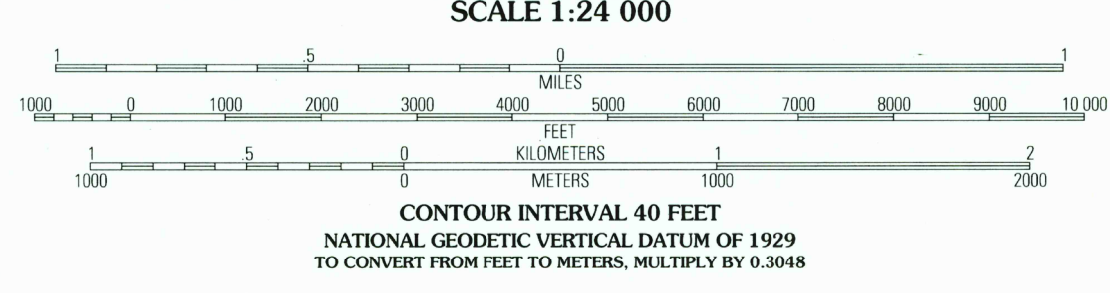 SCALE 1:24 000
1 .5 0 1
MILES
1000 0 1000 2000 3000 4000 5000 6000 7000 8000 9000 10 000
FEET
1 .5 0 KILOMETERS 1 2
1000 0 METERS 1000 2000
CONTOUR INTERVAL 40 FEET
NATIONAL GEODETIC VERTICAL DATUM OF 1929
TO CONVERT FROM FEET TO METERS, MULTIPLY BY 0.3048